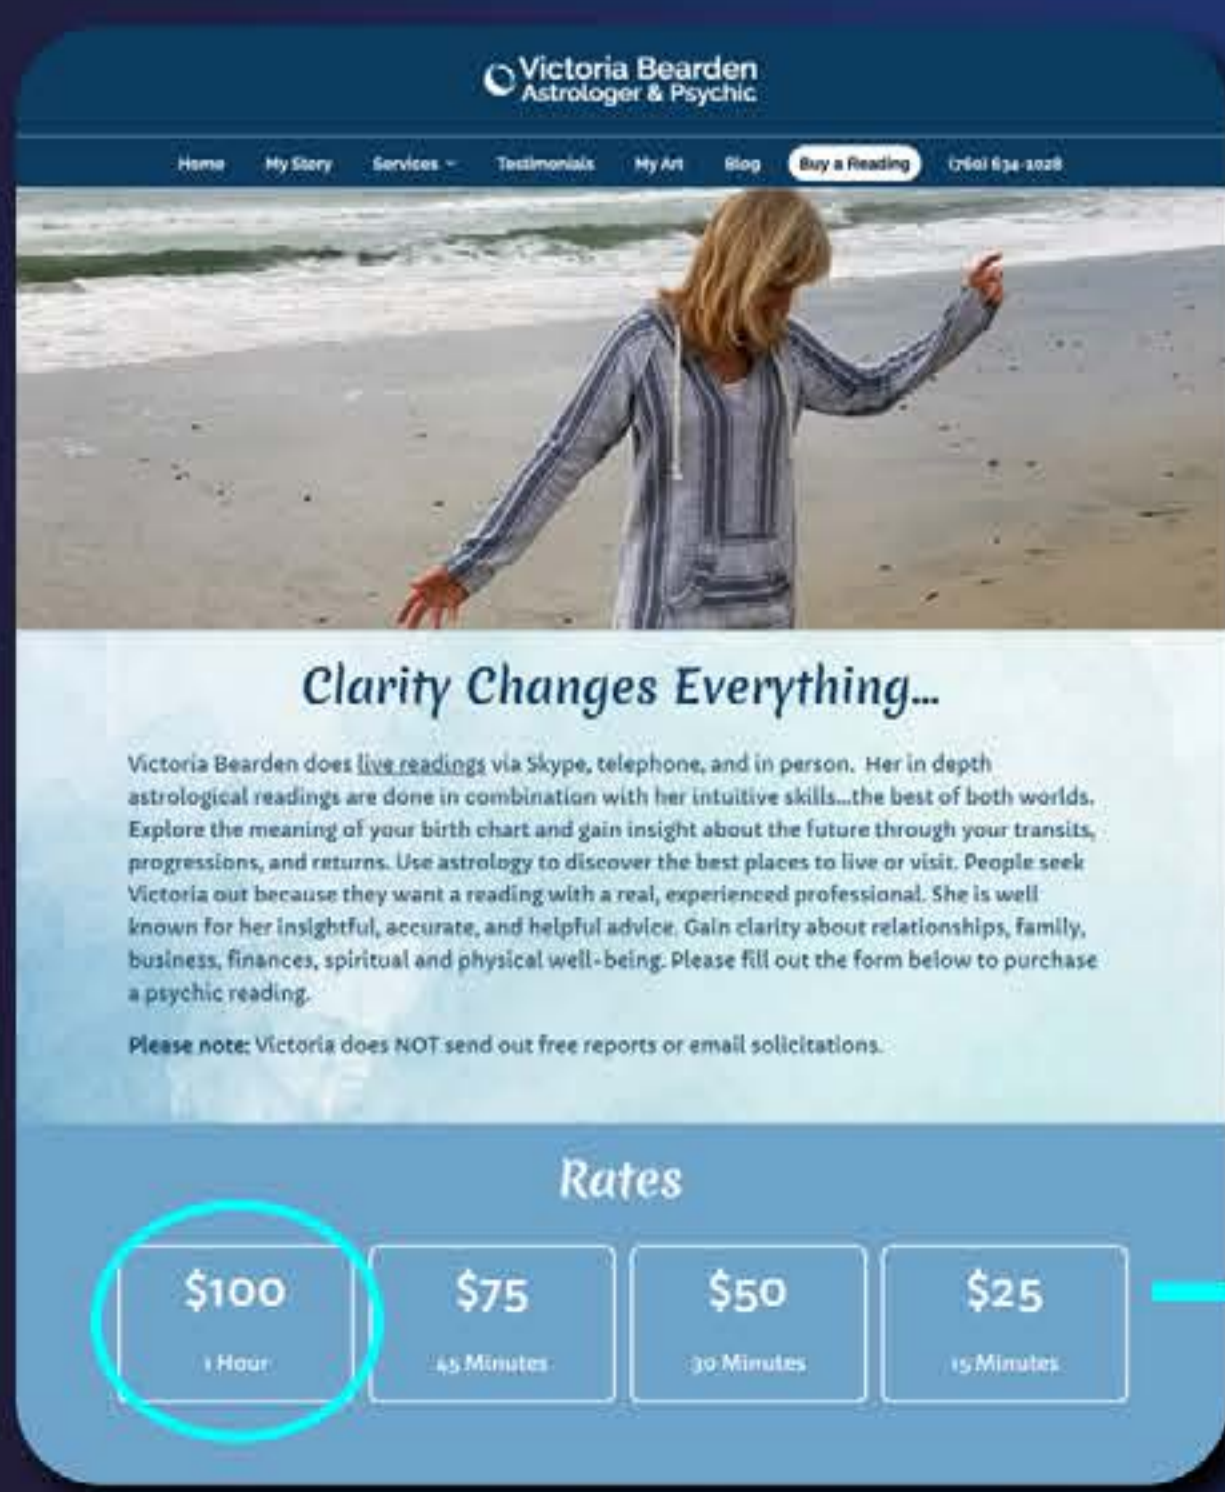 Victoria Bearden
Astrologer & Psychic
Home My Story Services Testimonials My Art Blog Buy a Reading (760) 634-1028
Clarity Changes Everything...
Victoria Bearden does live readings via Skype, telephone, and in person. Her in depth
astrological readings are done in combination with her intuitive skills...the best of both worlds.
Explore the meaning of your birth chart and gain insight about the future through your transits,
progressions, and returns. Use astrology to discover the best places to live or visit. People seek
Victoria out because they want a reading with a real, experienced professional. She is well
known for her insightful, accurate, and helpful advice. Gain clarity about relationships, family,
business, finances, spiritual and physical well-being. Please fill out the form below to purchase
a psychic reading.
Please note: Victoria does NOT send out free reports or email solicitations.
Rates
$100 $75 $50 $25
1 Hour 45 Minutes 30 Minutes 15 Minutes